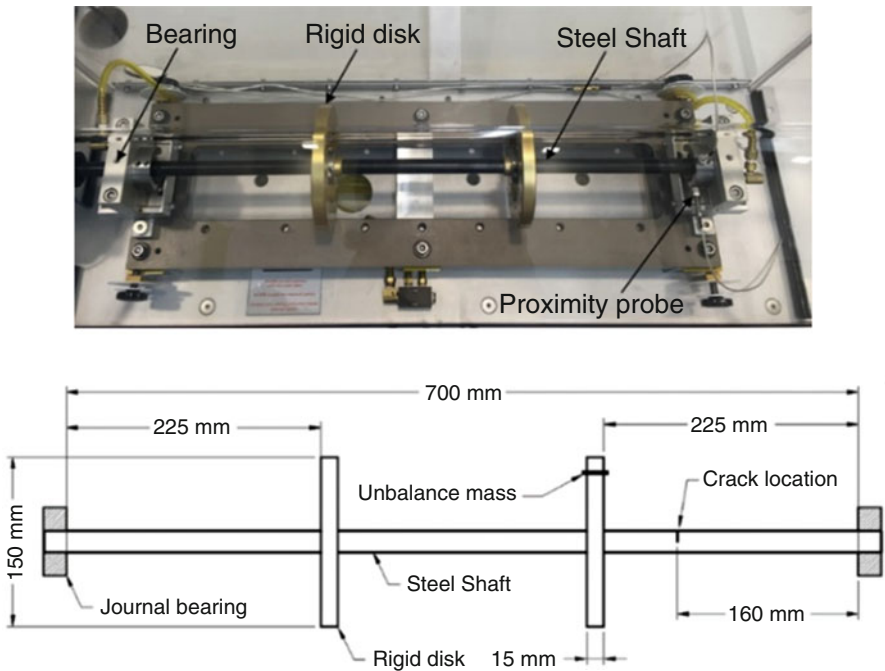 Bearing
Rigid disk
Steel Shaft
Proximity probe
700 mm
225 mm
225 mm
Unbalance mass
Crack location
150 mm
Steel Shaft
Journal bearing
160 mm
Rigid disk
15 mm